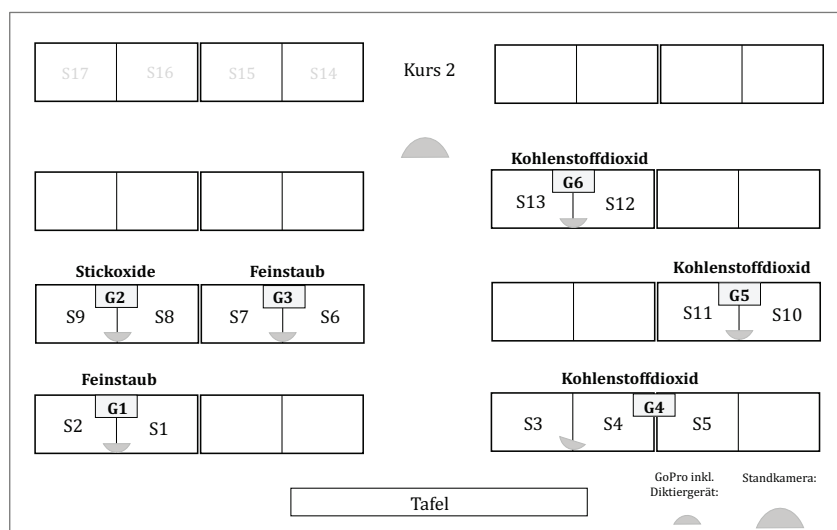 S17 S16 S15 S14
Kurs 2
Kohlenstoffdioxid
G6
S13 S12
Stickoxide Feinstaub Kohlenstoffdioxid
G2 G3 G5
S9 S8 S7 S6 S11 S10
Feinstaub Kohlenstoffdioxid
G1 G4
S2 S1 S3 S4 S5
GoPro inkl. Standkamera:
Diktiergerät:
Tafel